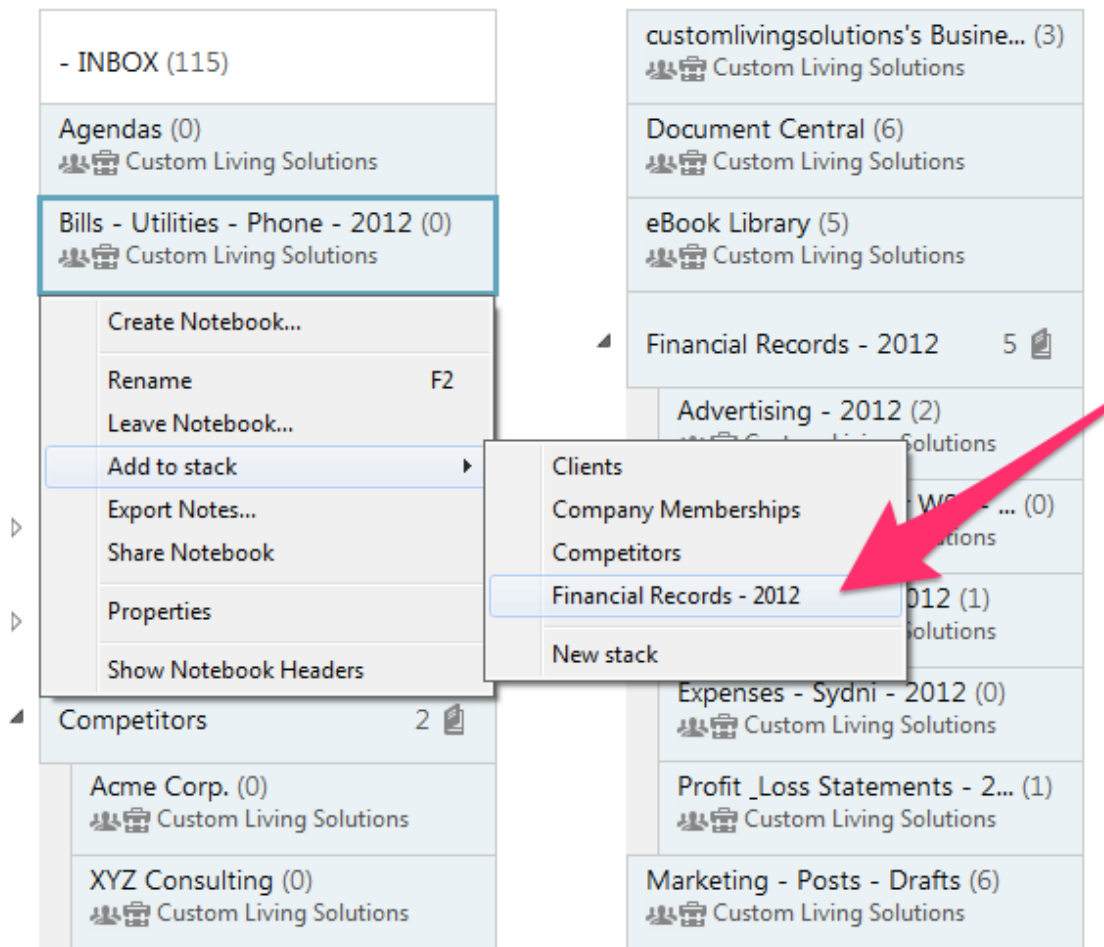 - INBOX (115)
Agendas (0)
Custom Living Solutions
Bills - Utilities - Phone - 2012 (0)
Custom Living Solutions
Create Notebook...
Rename F2
Leave Notebook...
Add to stack
Export Notes...
Share Notebook
Properties
Show Notebook Headers
Clients
Company Memberships
Competitors
Financial Records - 2012
New stack
Competitors 2
Acme Corp. (0)
Custom Living Solutions
XYZ Consulting (0)
Custom Living Solutions
customlivingsolutions's Busine... (3)
Custom Living Solutions
Document Central (6)
Custom Living Solutions
eBook Library (5)
Custom Living Solutions
Financial Records - 2012 5
Advertising - 2012 (2)
Solutions
... (0)
012 (1)
Solutions
Expenses - Sydni - 2012 (0)
Custom Living Solutions
Profit _Loss Statements - 2... (1)
Custom Living Solutions
Marketing - Posts - Drafts (6)
Custom Living Solutions